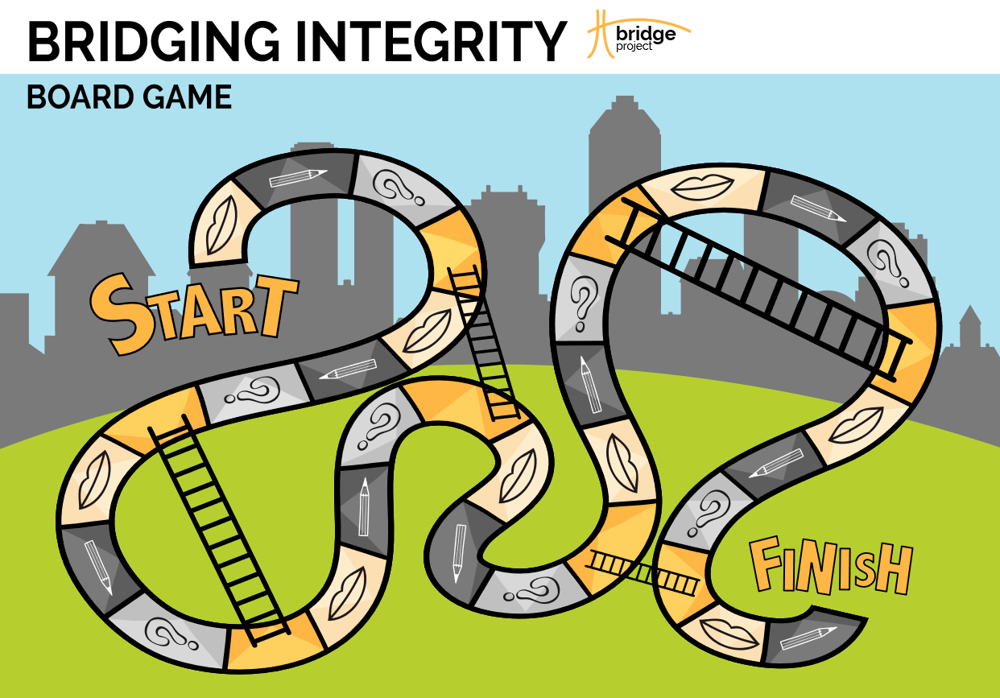 BRIDGING INTEGRITY
bridge
project
BOARD GAME
START
FINISH